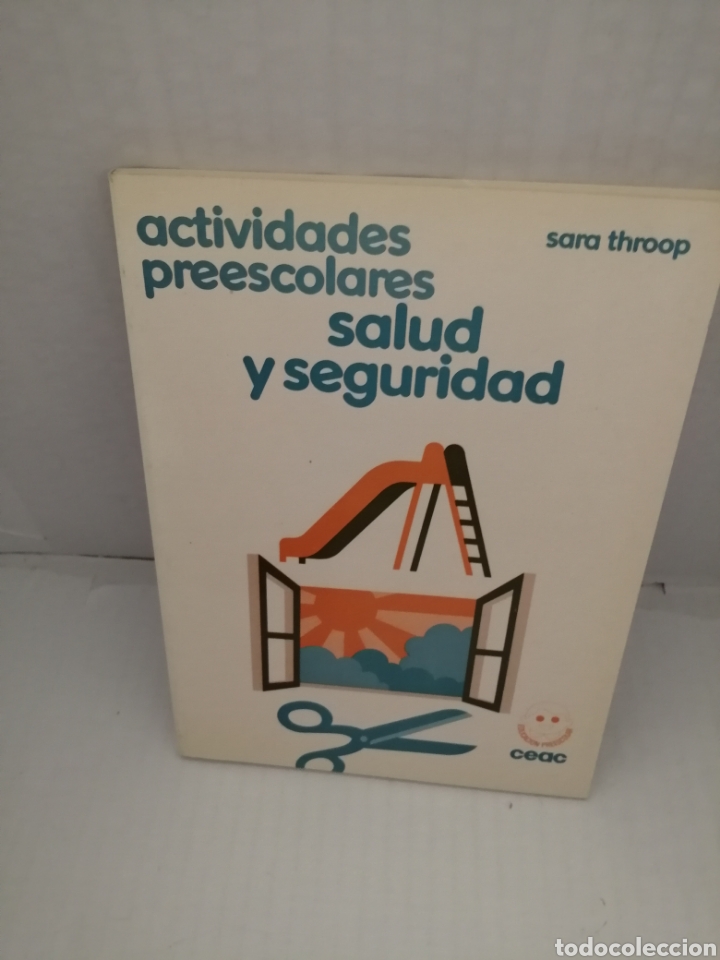 actividades
preescolares
sara throop
salud
y seguridad
ceac
todocoleccion